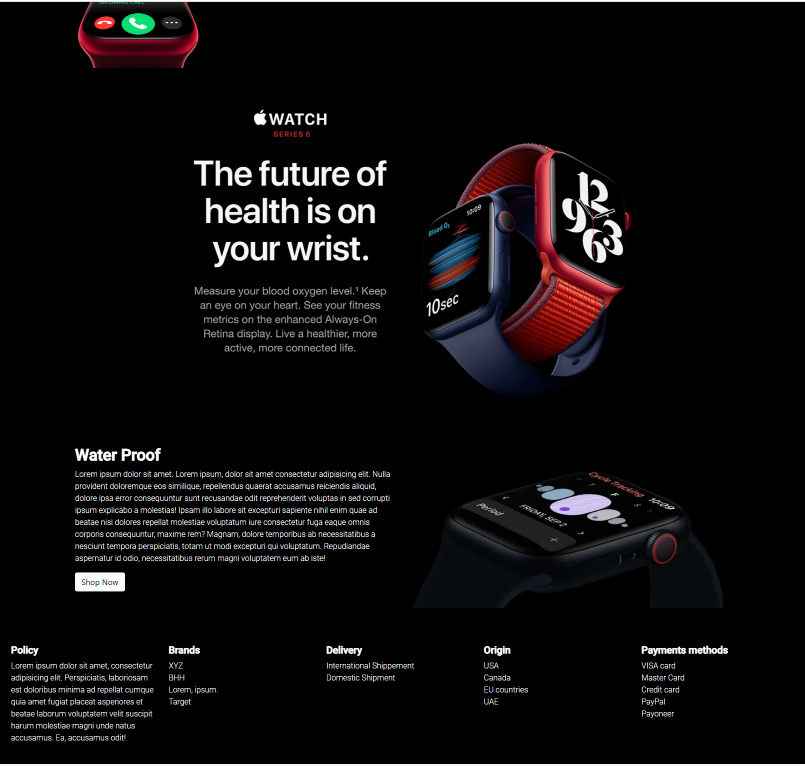 INCOMING CALL
WATCH
SERIES 6
The future of
health is on
your wrist.
Measure your blood oxygen level.¹ Keep
an eye on your heart. See your fitness
metrics on the enhanced Always-On
Retina display. Live a healthier, more
active, more connected life.
10:09
Blood O₂
10sec
12
9
3
6
Water Proof
Lorem ipsum dolor sit amet. Lorem ipsum, dolor sit amet consectetur adipisicing elit. Nulla
provident doloremque eos similique, repellendus quaerat accusamus reiciendis aliquid,
dolore ipsa error consequuntur sunt recusandae odit reprehenderit voluptas in sed corrupti
ipsum explicabo a molestias! Ipsam illo labore sit excepturi sapiente nihil enim quae ad
beatae nisi dolores repellat molestiae voluptatum iure consectetur fuga eaque omnis
corporis consequuntur, maxime rem? Magnam, dolore temporibus ab necessitatibus a
nesciunt tempora perspiciatis, totam ut modi excepturi qui voluptatum. Repudiandae
aspernatur id odio, necessitatibus rerum magni voluptatem eum ab iste!
Shop Now
Cycle Tracking
10:09
T F S
FRIDAY, SEP 2
Period
Policy
Lorem ipsum dolor sit amet, consectetur
adipisicing elit. Perspiciatis, laboriosam
est doloribus minima ad repellat cumque
quia amet fugiat placeat asperiores et
beatae laborum voluptatem velit suscipit
harum molestiae magni unde natus
accusamus. Ea, accusamus odit!
Brands
XYZ
BHH
Lorem, ipsum.
Target
Delivery
International Shippement
Domestic Shipment
Origin
USA
Canada
EU countries
UAE
Payments methods
VISA card
Master Card
Credit card
PayPal
Payoneer